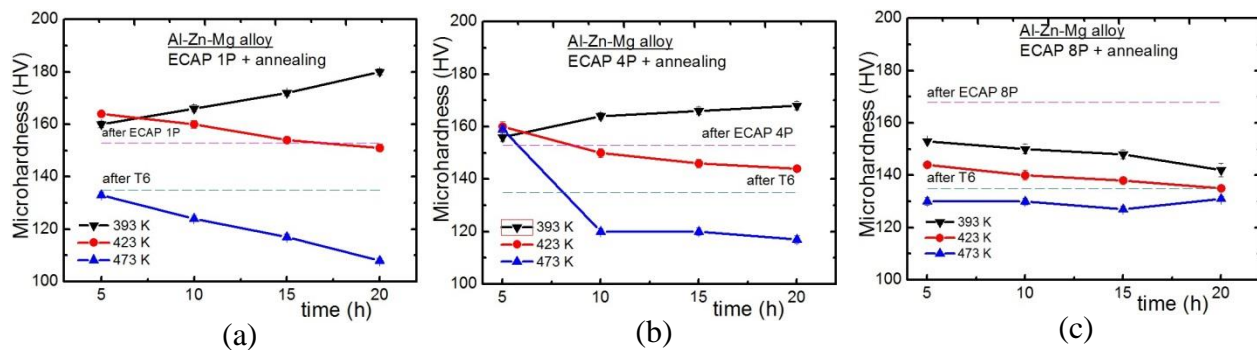 200
180
160
140
120
100
Microhardness (HV)
(a)
Al-Zn-Mg alloy
ECAP 1P + annealing
after ECAP 1P
after T6
393 K
423 K
473 K
5 10 15 20
time (h)
(a)
200
180
160
140
120
100
Microhardness (HV)
(b)
Al-Zn-Mg alloy
ECAP 4P + annealing
after ECAP 4P
after T6
393 K
423 K
473 K
5 10 15 20
time (h)
(b)
200
180
160
140
120
100
Microhardness (HV)
(c)
Al-Zn-Mg alloy
ECAP 8P + annealing
after ECAP 8P
after T6
393 K
423 K
473 K
5 10 15 20
time (h)
(c)